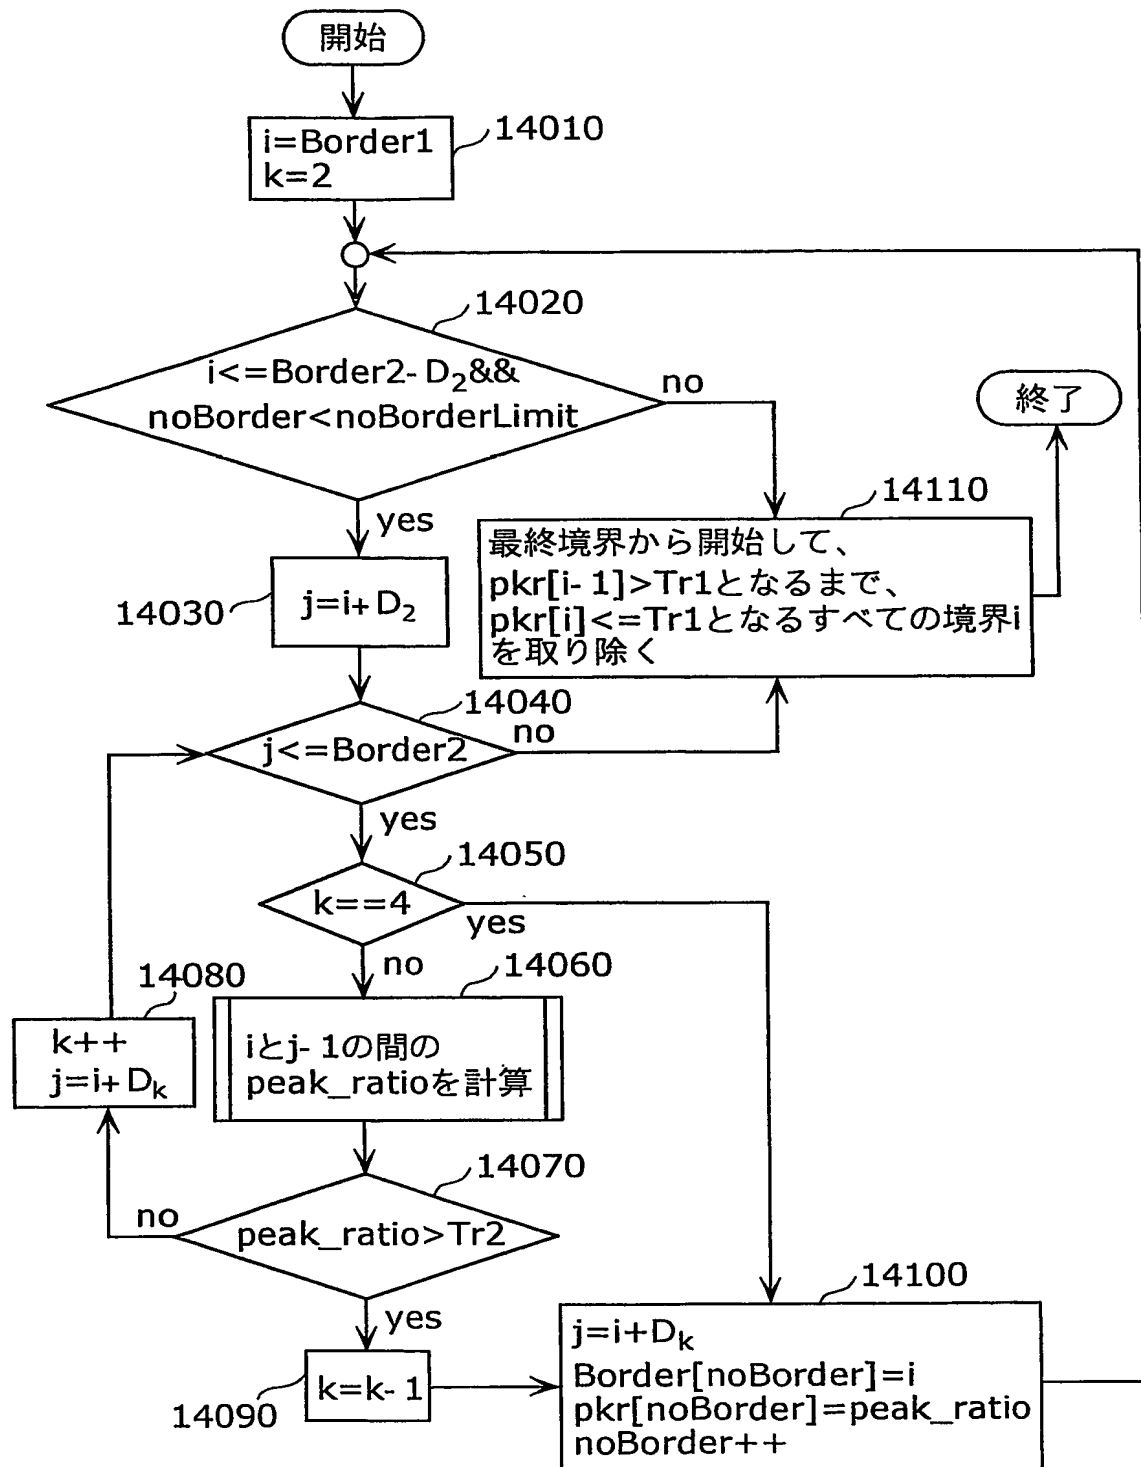 開始
14010
i=Border1
k=2
14020
i<=Border2-D₂&&
noBorder<noBorderLimit
no
終了
yes
14110
最終境界から開始して、
pkr[i-1]>Tr1となるまで、
pkr[i]<=Tr1となるすべての境界i
を取り除く
14030
j=i+D₂
14040
j<=Border2
no
yes
14050
k==4
yes
no
14060
iとj-1の間の
peak_ratioを計算
14080
k++
j=i+Dₖ
14070
peak_ratio>Tr2
no
yes
14090
k=k-1
14100
j=i+Dₖ
Border[noBorder]=i
pkr[noBorder]=peak_ratio
noBorder++